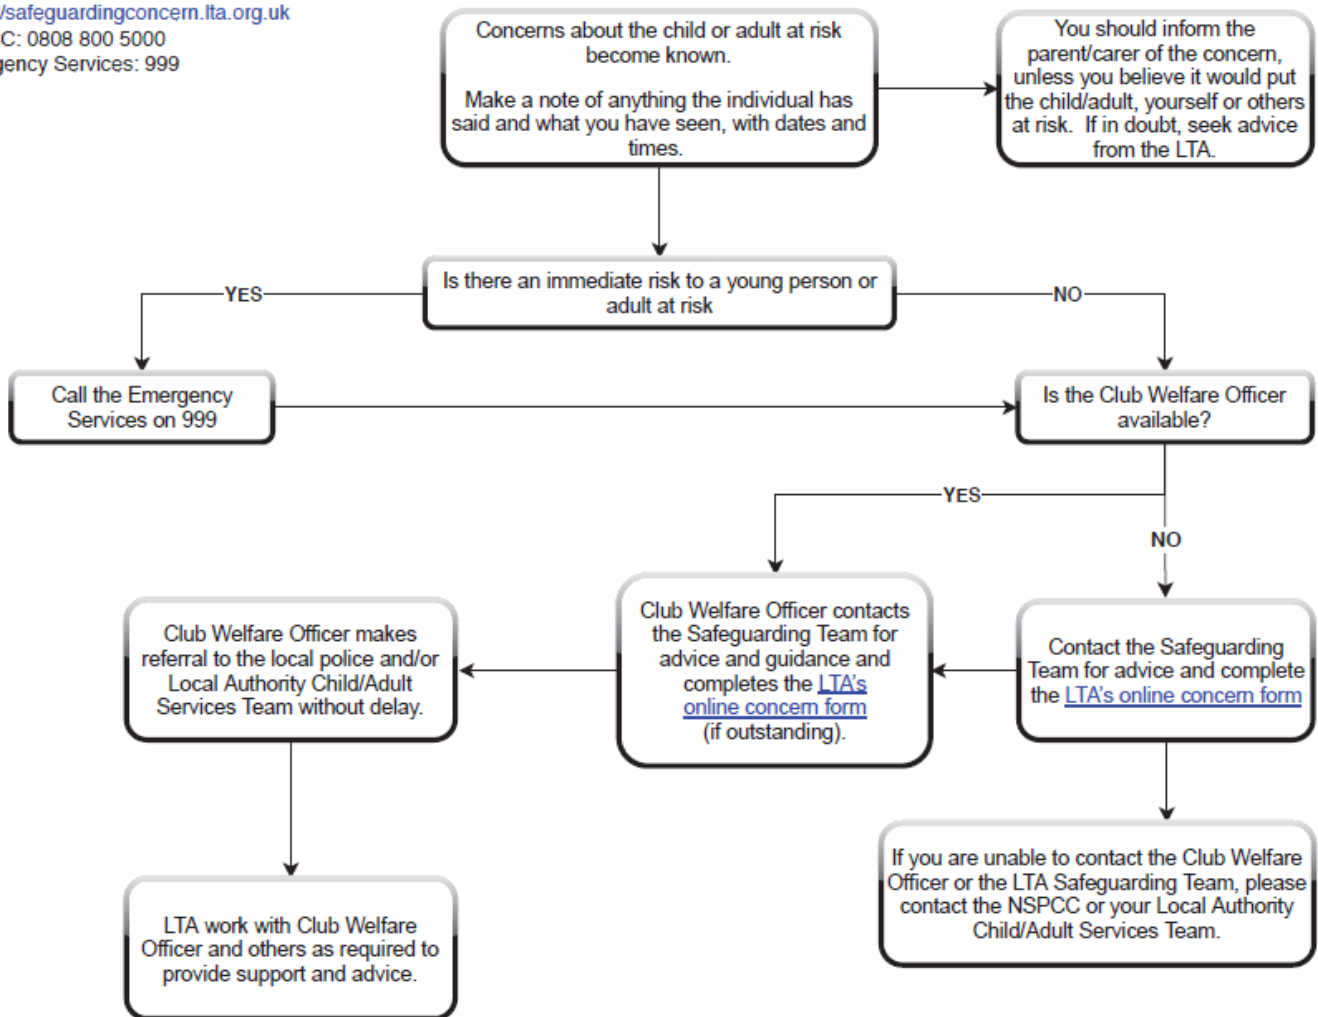 /safeguardingconcern.lta.org.uk
C: 0808 800 5000
gency Services: 999
Concerns about the child or adult at risk
become known.
Make a note of anything the individual has
said and what you have seen, with dates and
times.
You should inform the
parent/carer of the concern,
unless you believe it would put
the child/adult, yourself or others
at risk. If in doubt, seek advice
from the LTA.
Is there an immediate risk to a young person or
adult at risk
YES
NO
Call the Emergency
Services on 999
Is the Club Welfare Officer
available?
YES
NO
Club Welfare Officer makes
referral to the local police and/or
Local Authority Child/Adult
Services Team without delay.
Club Welfare Officer contacts
the Safeguarding Team for
advice and guidance and
completes the LTA's
online concern form
(if outstanding).
Contact the Safeguarding
Team for advice and complete
the LTA's online concern form
If you are unable to contact the Club Welfare
Officer or the LTA Safeguarding Team, please
contact the NSPCC or your Local Authority
Child/Adult Services Team.
LTA work with Club Welfare
Officer and others as required to
provide support and advice.